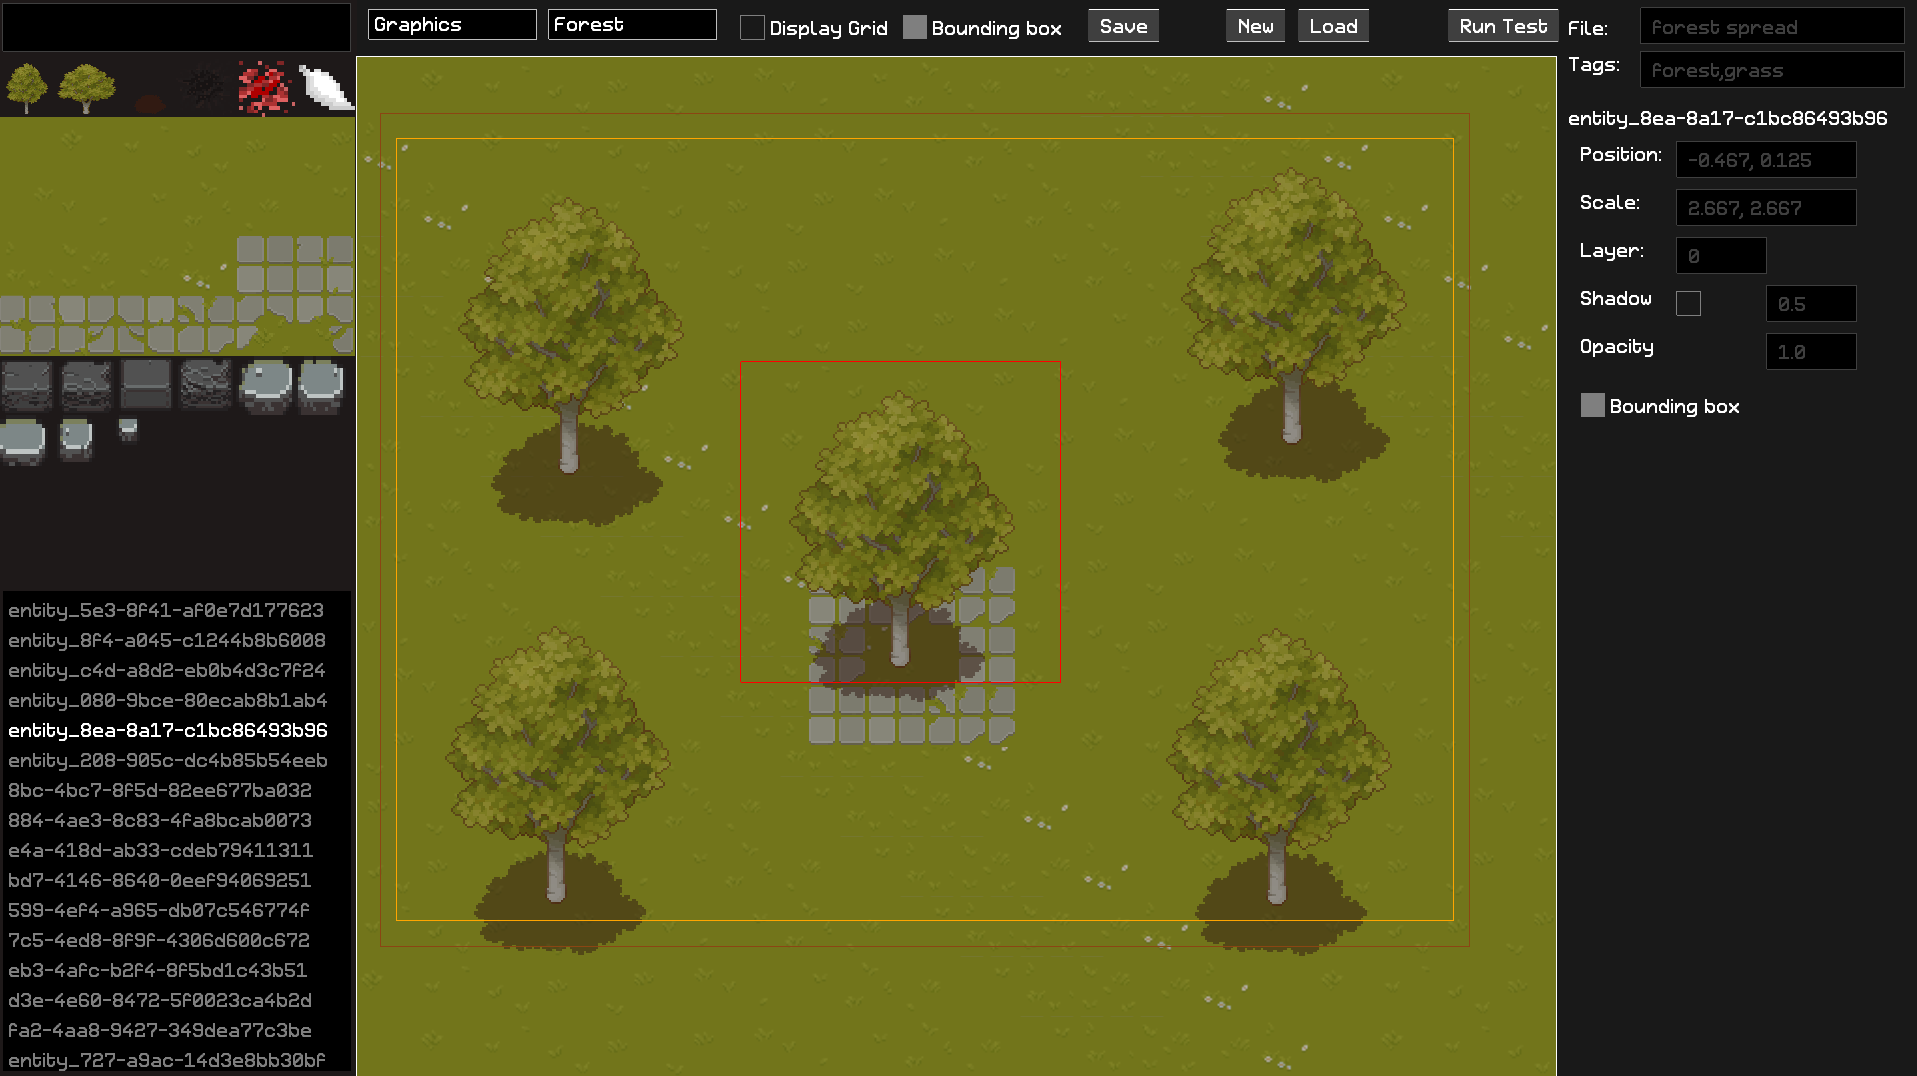 Graphics
Forest
Display Grid
Bounding box
Save
New
Load
Run Test
File:
forest spread
Tags:
forest,grass
entity_8ea-8a17-c1bc86493b96
Position:
-0.467, 0.125
Scale:
2.667, 2.667
Layer:
0
Shadow
0.5
Opacity
1.0
Bounding box
entity_5e3-8f41-af0e7d177623
entity_8f4-a045-c1244b8b6008
entity_c4d-a8d2-eb0b4d3c7f24
entity_080-9bce-80ecab8b1ab4
entity_8ea-8a17-c1bc86493b96
entity_208-905c-dc4b85b54eeb
8bc-4bc7-8f5d-82ee677ba032
884-4ae3-8c83-4fa8bcab0073
e4a-418d-ab33-cdeb79411311
bd7-4146-8640-0eef94069251
599-4ef4-a965-db07c546774f
7c5-4ed8-8f9f-4306d600c672
eb3-4afc-b2f4-8f5bd1c43b51
d3e-4e60-8472-5f0023ca4b2d
fa2-4aa8-9427-349dea77c3be
entity_727-a9ac-14d3e8bb30bf